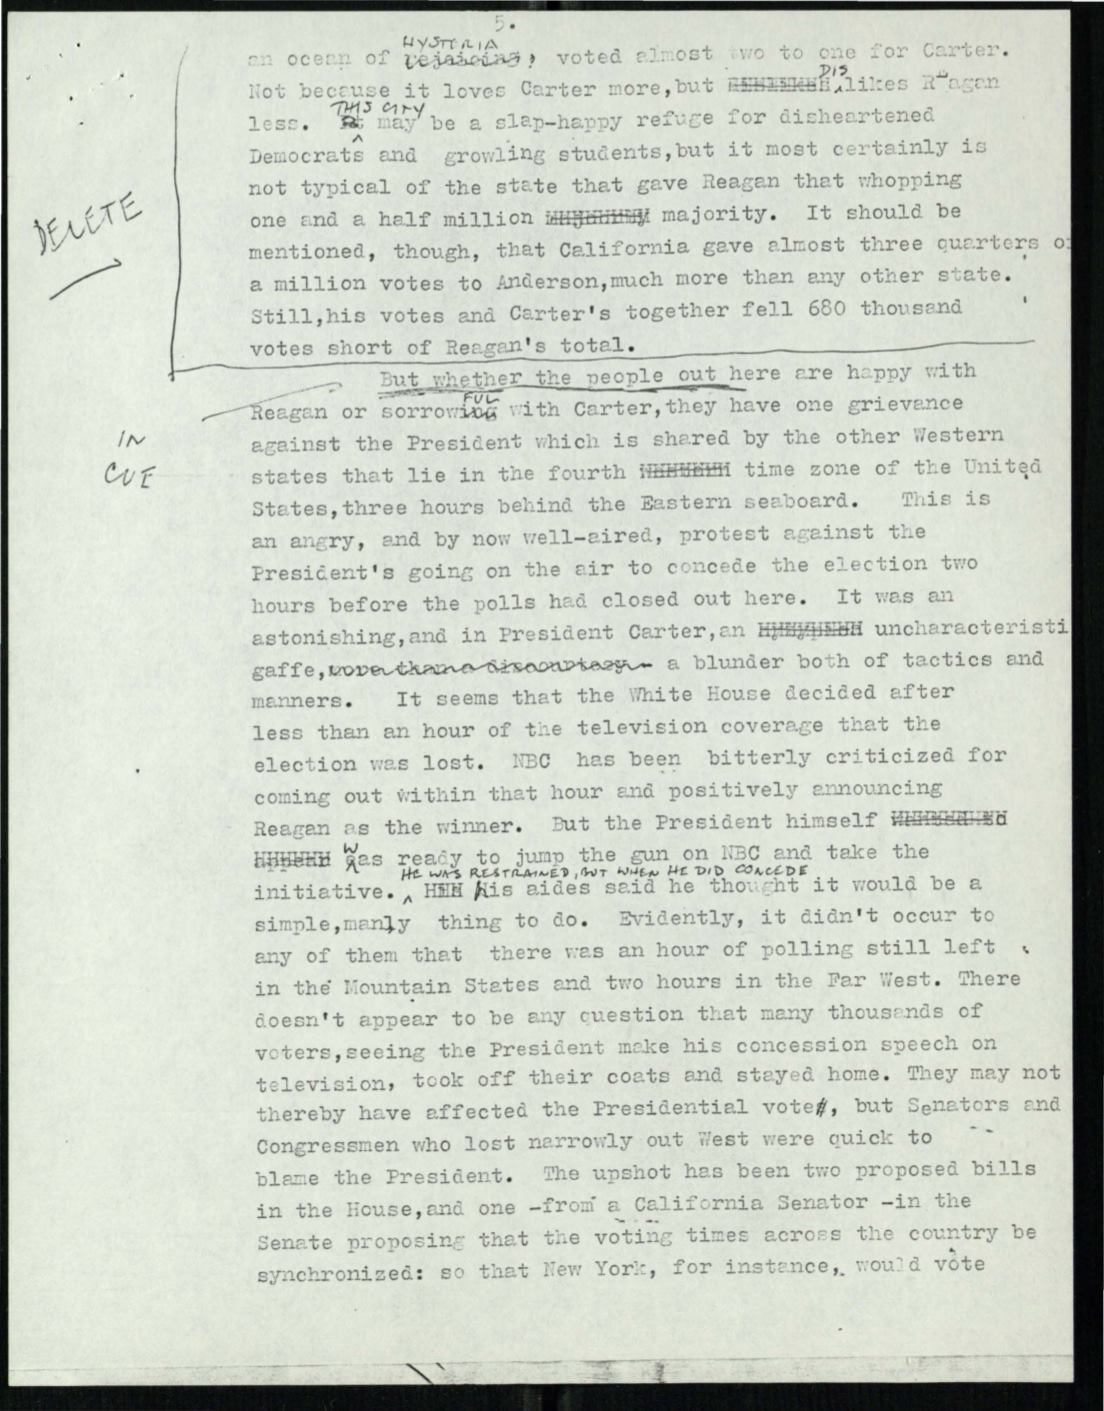 5.
HYSTERIA
an ocean of rejoicing, voted almost two to one for Carter.
DIS
Not because it loves Carter more,but likes Reagan
THIS CITY
less. It may be a slap-happy refuge for disheartened
Democrats and growling students,but it most certainly is
not typical of the state that gave Reagan that whopping
DELETE
one and a half million majority. It should be
mentioned, though, that California gave almost three quarters o
a million votes to Anderson,much more than any other state.
Still,his votes and Carter's together fell 680 thousand
votes short of Reagan's total.
But whether the people out here are happy with
FUL
Reagan or sorrowing with Carter,they have one grievance
IN
against the President which is shared by the other Western
CUE
states that lie in the fourth time zone of the United
States,three hours behind the Eastern seaboard. This is
an angry, and by now well-aired, protest against the
President's going on the air to concede the election two
hours before the polls had closed out here. It was an
astonishing,and in President Carter,an uncharacteristi
gaffe,more than a discourtesy - a blunder both of tactics and
manners. It seems that the White House decided after
less than an hour of the television coverage that the
election was lost. NBC has been bitterly criticized for
coming out within that hour and positively announcing
Reagan as the winner. But the President himself
appear was ready to jump the gun on NBC and take the
HE WAS RESTRAINED, BUT WHEN HE DID CONCEDE
initiative. His aides said he thought it would be a
simple,manly thing to do. Evidently, it didn't occur to
any of them that there was an hour of polling still left
in the Mountain States and two hours in the Far West. There
doesn't appear to be any question that many thousands of
voters,seeing the President make his concession speech on
television, took off their coats and stayed home. They may not
thereby have affected the Presidential vote, but Senators and
Congressmen who lost narrowly out West were quick to
blame the President. The upshot has been two proposed bills
in the House,and one -from a California Senator -in the
Senate proposing that the voting times across the country be
synchronized: so that New York, for instance, would vote